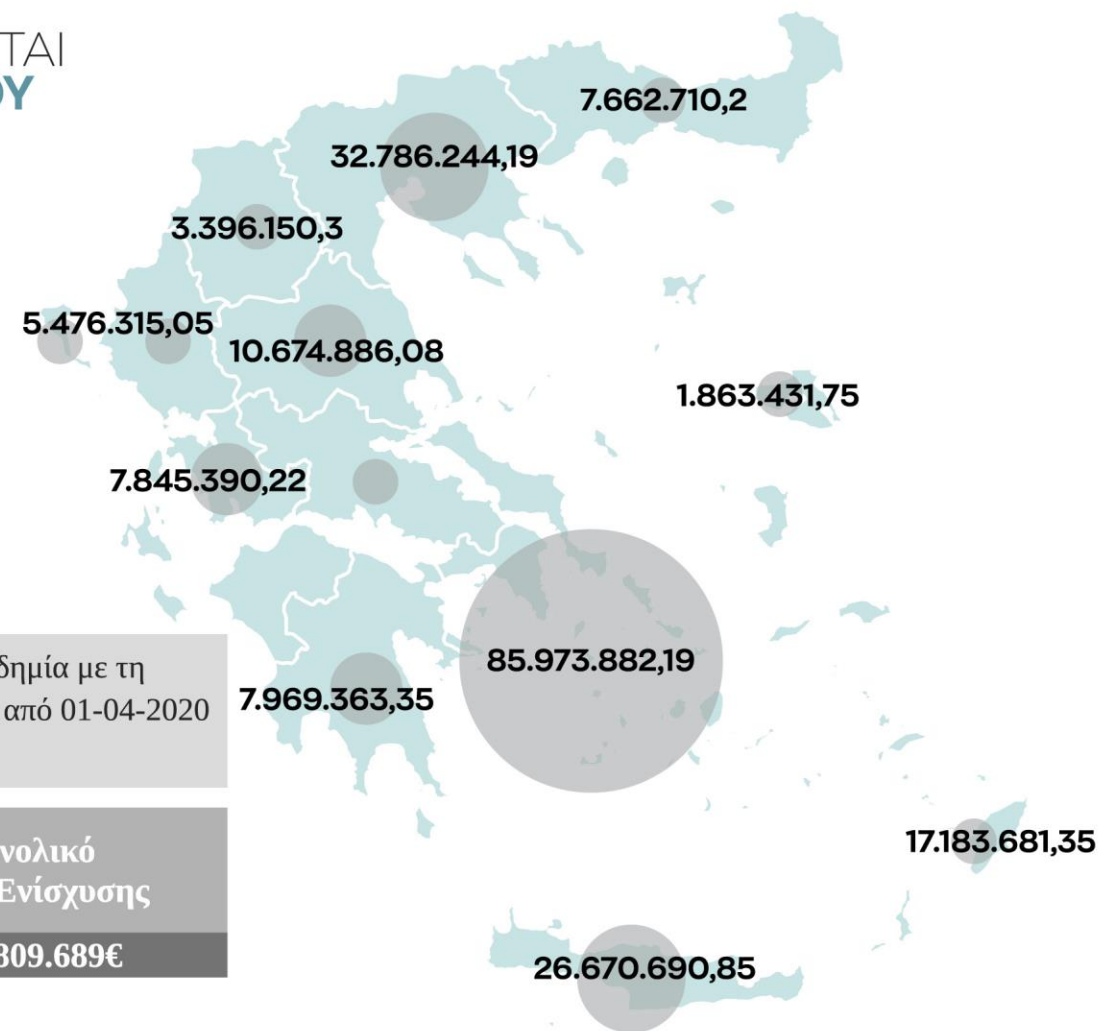 ΤΑΙ
ΟΥ
7.662.710,2
32.786.244,19
3.396.150,3
5.476.315,05
10.674.886,08
1.863.431,75
7.845.390,22
85.973.882,19
δημία με τη
από 01-04-2020
7.969.363,35
νολικό
Ενίσχυσης
809.689€
17.183.681,35
26.670.690,85